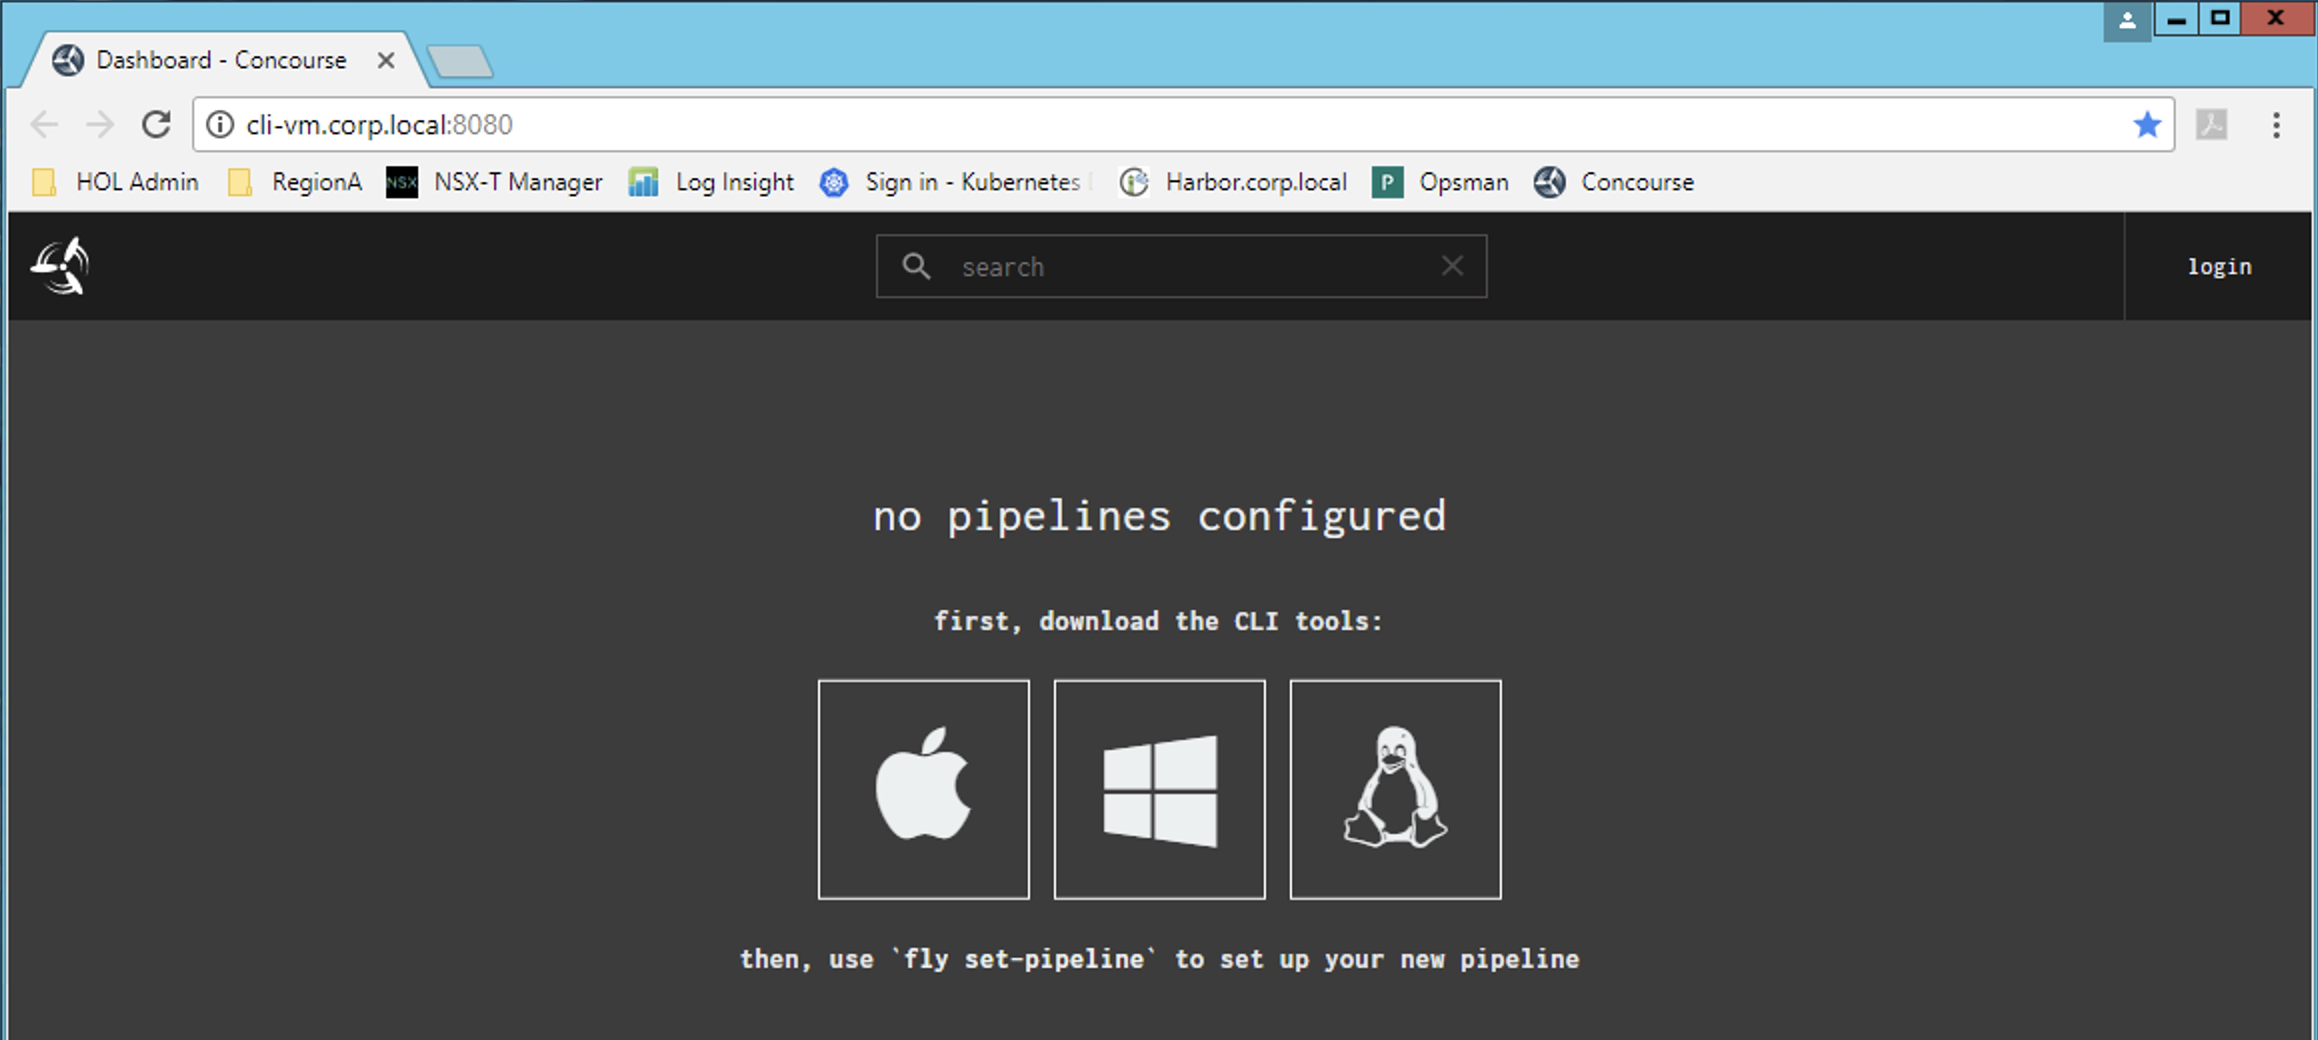 Dashboard - Concourse
cli-vm.corp.local:8080
HOL Admin RegionA NSX NSX-T Manager Log Insight Sign in - Kubernetes Harbor.corp.local P Opsman Concourse
search login
no pipelines configured
first, download the CLI tools:
then, use `fly set-pipeline` to set up your new pipeline